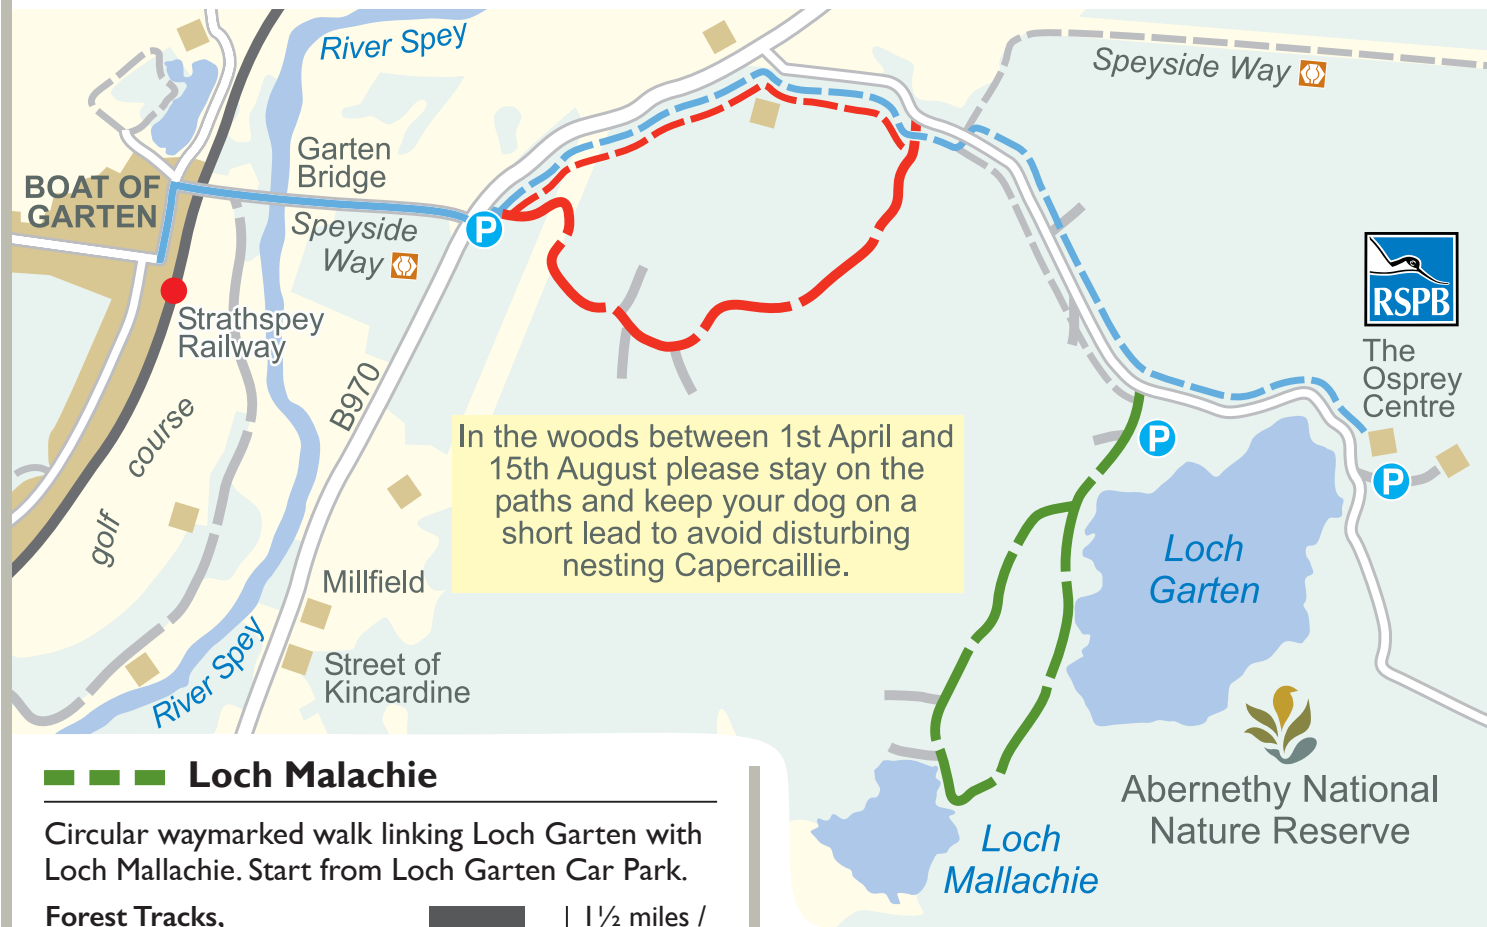 River Spey
Speyside Way
Garten
Bridge
BOAT OF
GARTEN
Speyside
Way
P
RSPB
The
Osprey
Centre
Strathspey
Railway
B970
golf course
In the woods between 1st April and
15th August please stay on the
paths and keep your dog on a
short lead to avoid disturbing
nesting Capercaillie.
P
P
Loch
Garten
Millfield
River Spey
Street of
Kincardine
Abernethy National
Nature Reserve
Loch
Mallachie
Loch Malachie
Circular waymarked walk linking Loch Garten with
Loch Mallachie. Start from Loch Garten Car Park.
Forest Tracks,
1½ miles /